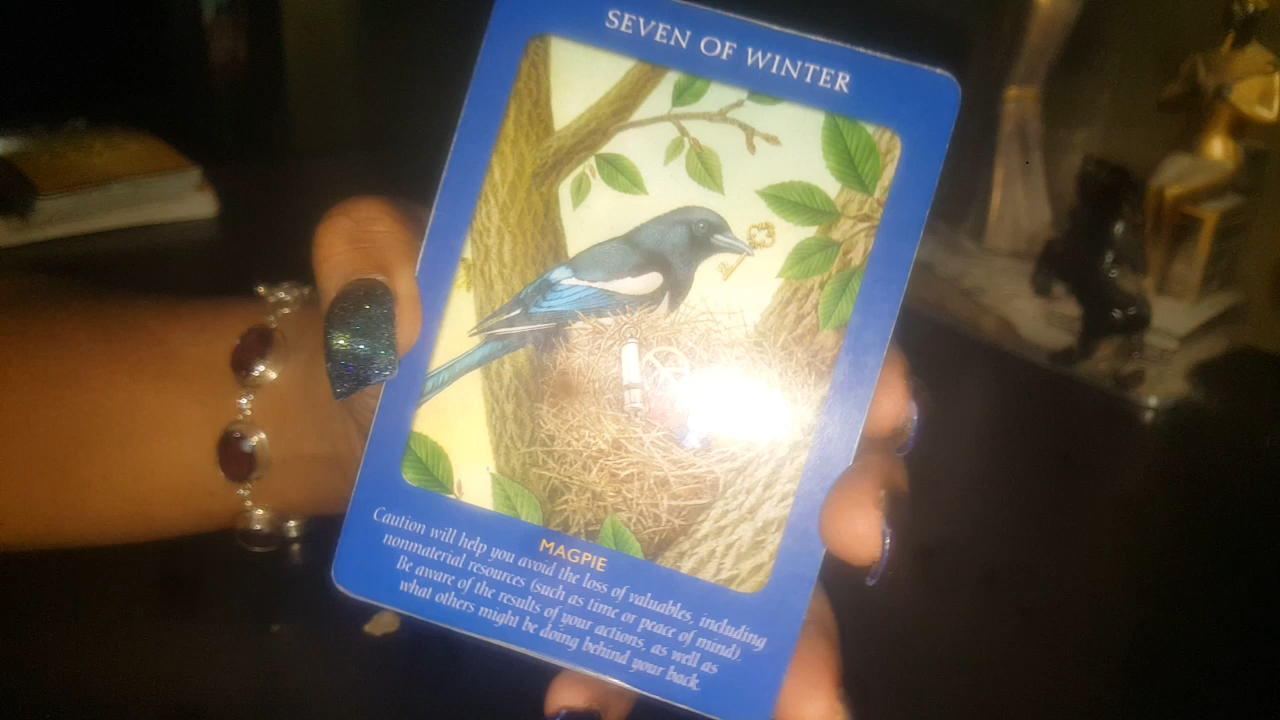 SEVEN OF WINTER
MAGPIE
Caution will help you avoid the loss of valuables, including
nonmaterial resources (such as time or peace of mind).
Be aware of the results of your actions, as well as
what others might be doing behind your back.